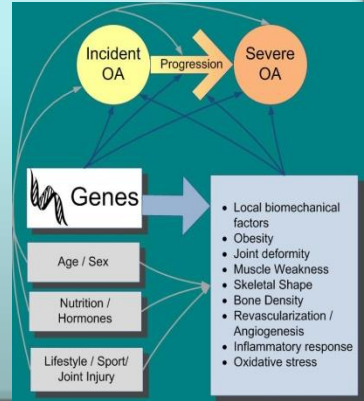 Incident
OA
Progression
Severe
OA
Genes
Age / Sex
Nutrition /
Hormones
Lifestyle / Sport/
Joint Injury
• Local biomechanical
factors
• Obesity
• Joint deformity
• Muscle Weakness
• Skeletal Shape
• Bone Density
• Revascularization /
Angiogenesis
• Inflammatory response
• Oxidative stress